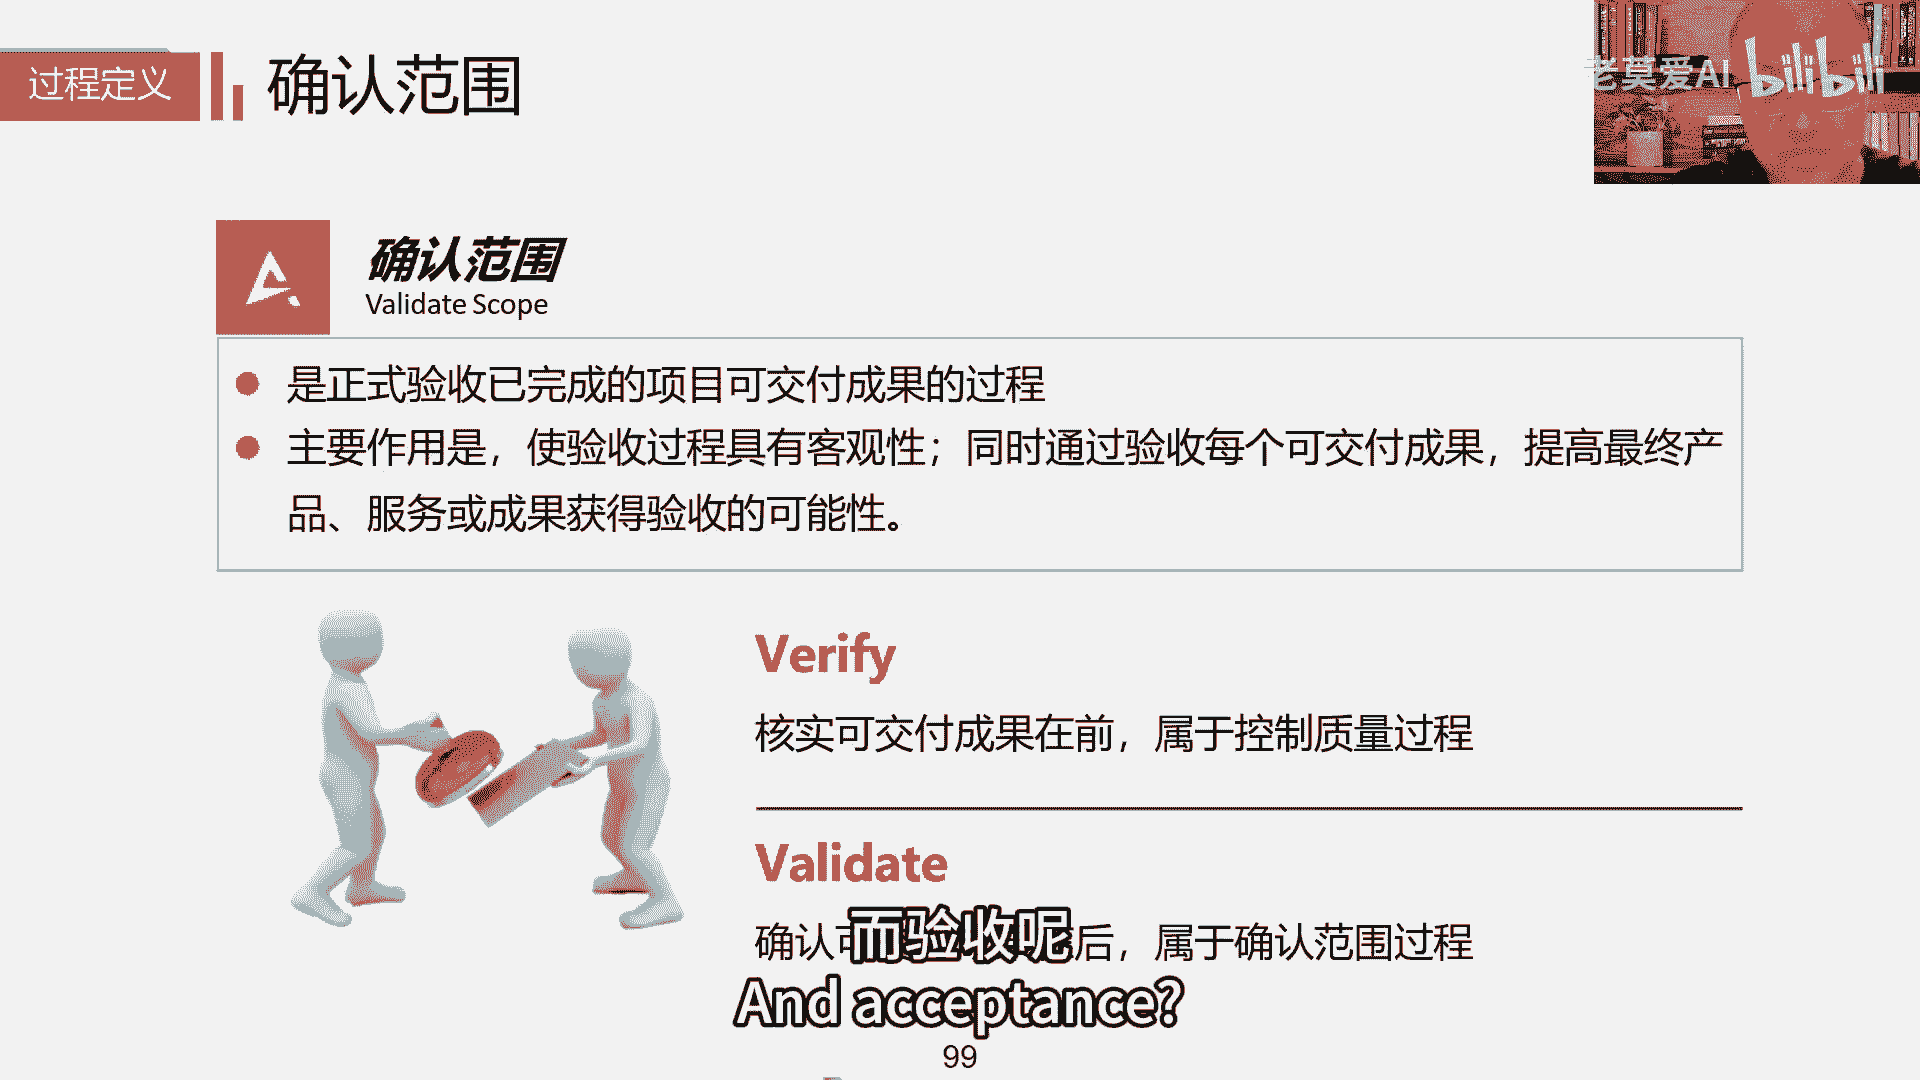 过程定义
确认范围
老莫爱AI
bilibili
确认范围
Validate Scope
是正式验收已完成的项目可交付成果的过程
主要作用是，使验收过程具有客观性；同时通过验收每个可交付成果，提高最终产
品、服务或成果获得验收的可能性。
Verify
核实可交付成果在前，属于控制质量过程
Validate
确认可 后，属于确认范围过程
而验收呢
And acceptance?
99